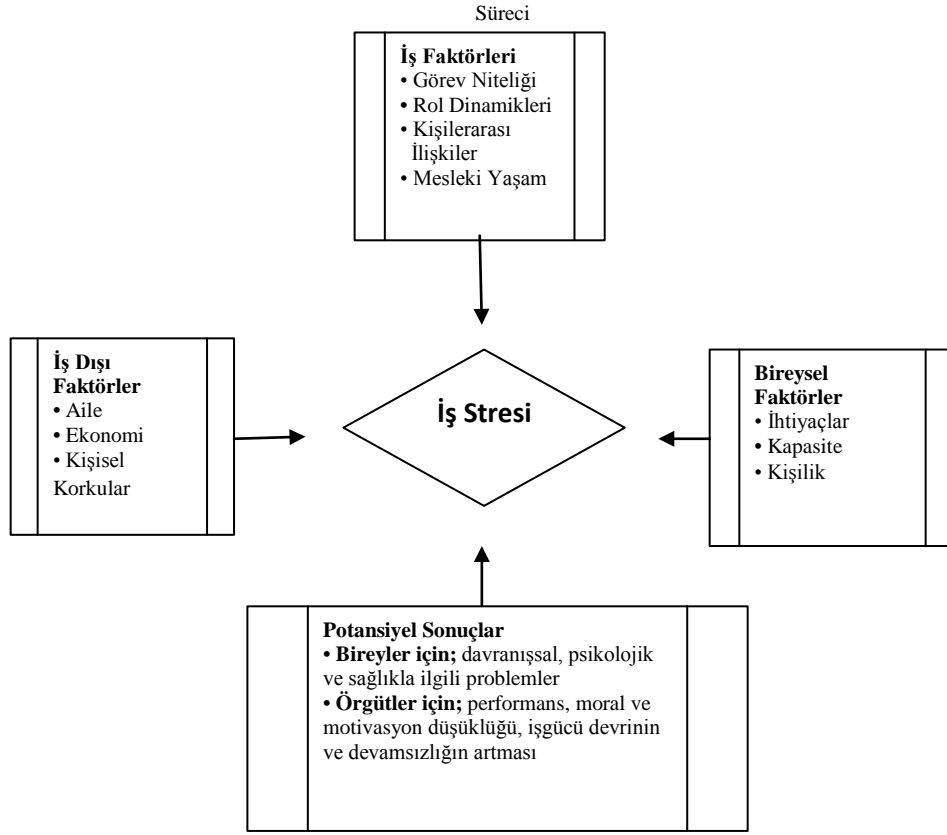 Süreci
İş Faktörleri
• Görev Niteliği
• Rol Dinamikleri
• Kişilerarası
İlişkiler
• Mesleki Yaşam
İş Dışı
Faktörler
• Aile
• Ekonomi
• Kişisel
Korkular
İş Stresi
Bireysel
Faktörler
• İhtiyaçlar
• Kapasite
• Kişilik
Potansiyel Sonuçlar
• Bireyler için; davranışsal, psikolojik
ve sağlıkla ilgili problemler
• Örgütler için; performans, moral ve
motivasyon düşüklüğü, işgücü devrinin
ve devamsızlığın artması